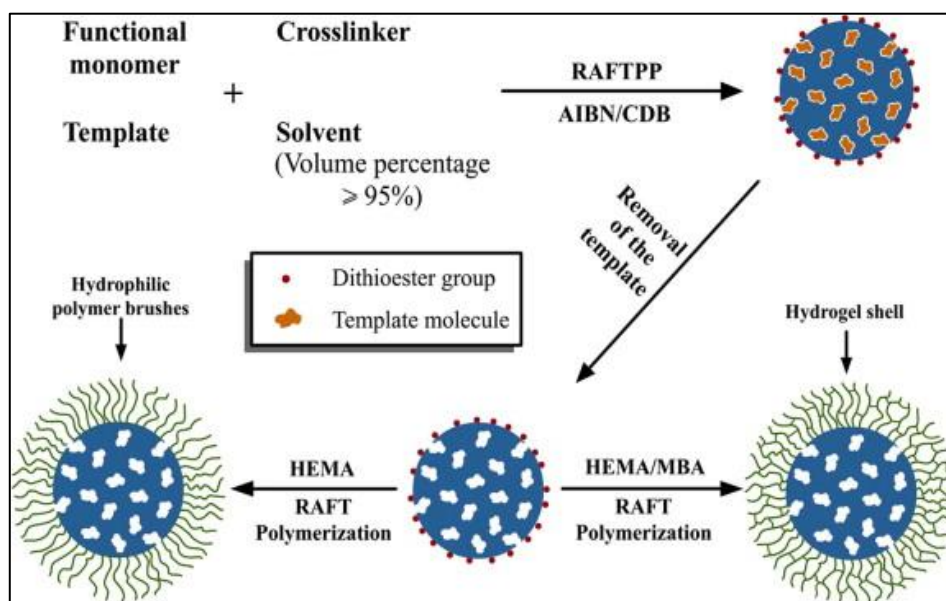 Functional
monomer
Crosslinker
+
Template
Solvent
(Volume percentage
⩾ 95%)
RAFTPP
AIBN/CDB
Removal
of the
template
Dithioester group
Template molecule
Hydrophilic
polymer brushes
Hydrogel shell
HEMA
RAFT
Polymerization
HEMA/MBA
RAFT
Polymerization